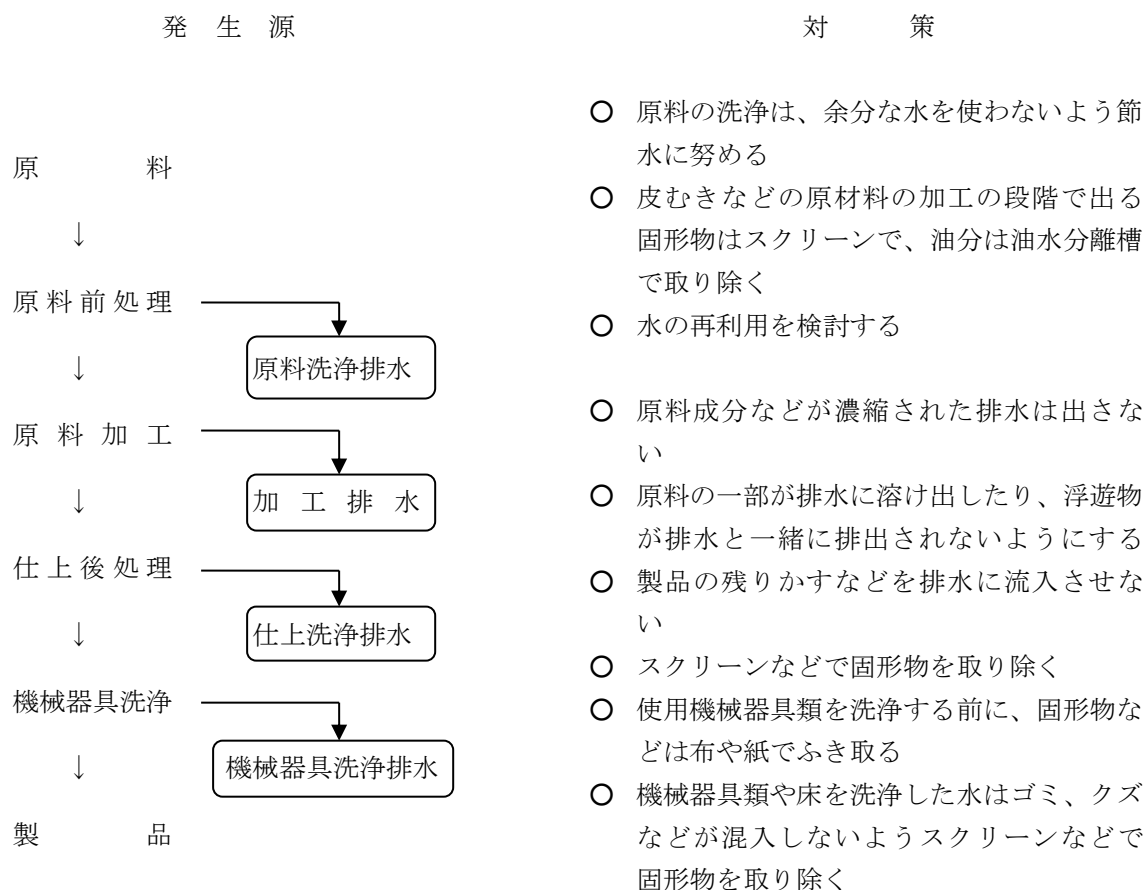 発生源
対策
原料
↓
原料前処理
原料洗浄排水
↓
原料加工
加工排水
↓
仕上後処理
仕上洗浄排水
↓
機械器具洗浄
機械器具洗浄排水
↓
製品
○ 原料の洗浄は、余分な水を使わないよう節
水に努める
○ 皮むきなどの原材料の加工の段階で出る
固形物はスクリーンで、油分は油水分離槽
で取り除く
○ 水の再利用を検討する
○ 原料成分などが濃縮された排水は出さな
い
○ 原料の一部が排水に溶け出したり、浮遊物
が排水と一緒に排出されないようにする
○ 製品の残りかすなどを排水に流入させな
い
○ スクリーンなどで固形物を取り除く
○ 使用機械器具類を洗浄する前に、固形物な
どは布や紙でふき取る
○ 機械器具類や床を洗浄した水はゴミ、クズ
などが混入しないようスクリーンなどで
固形物を取り除く